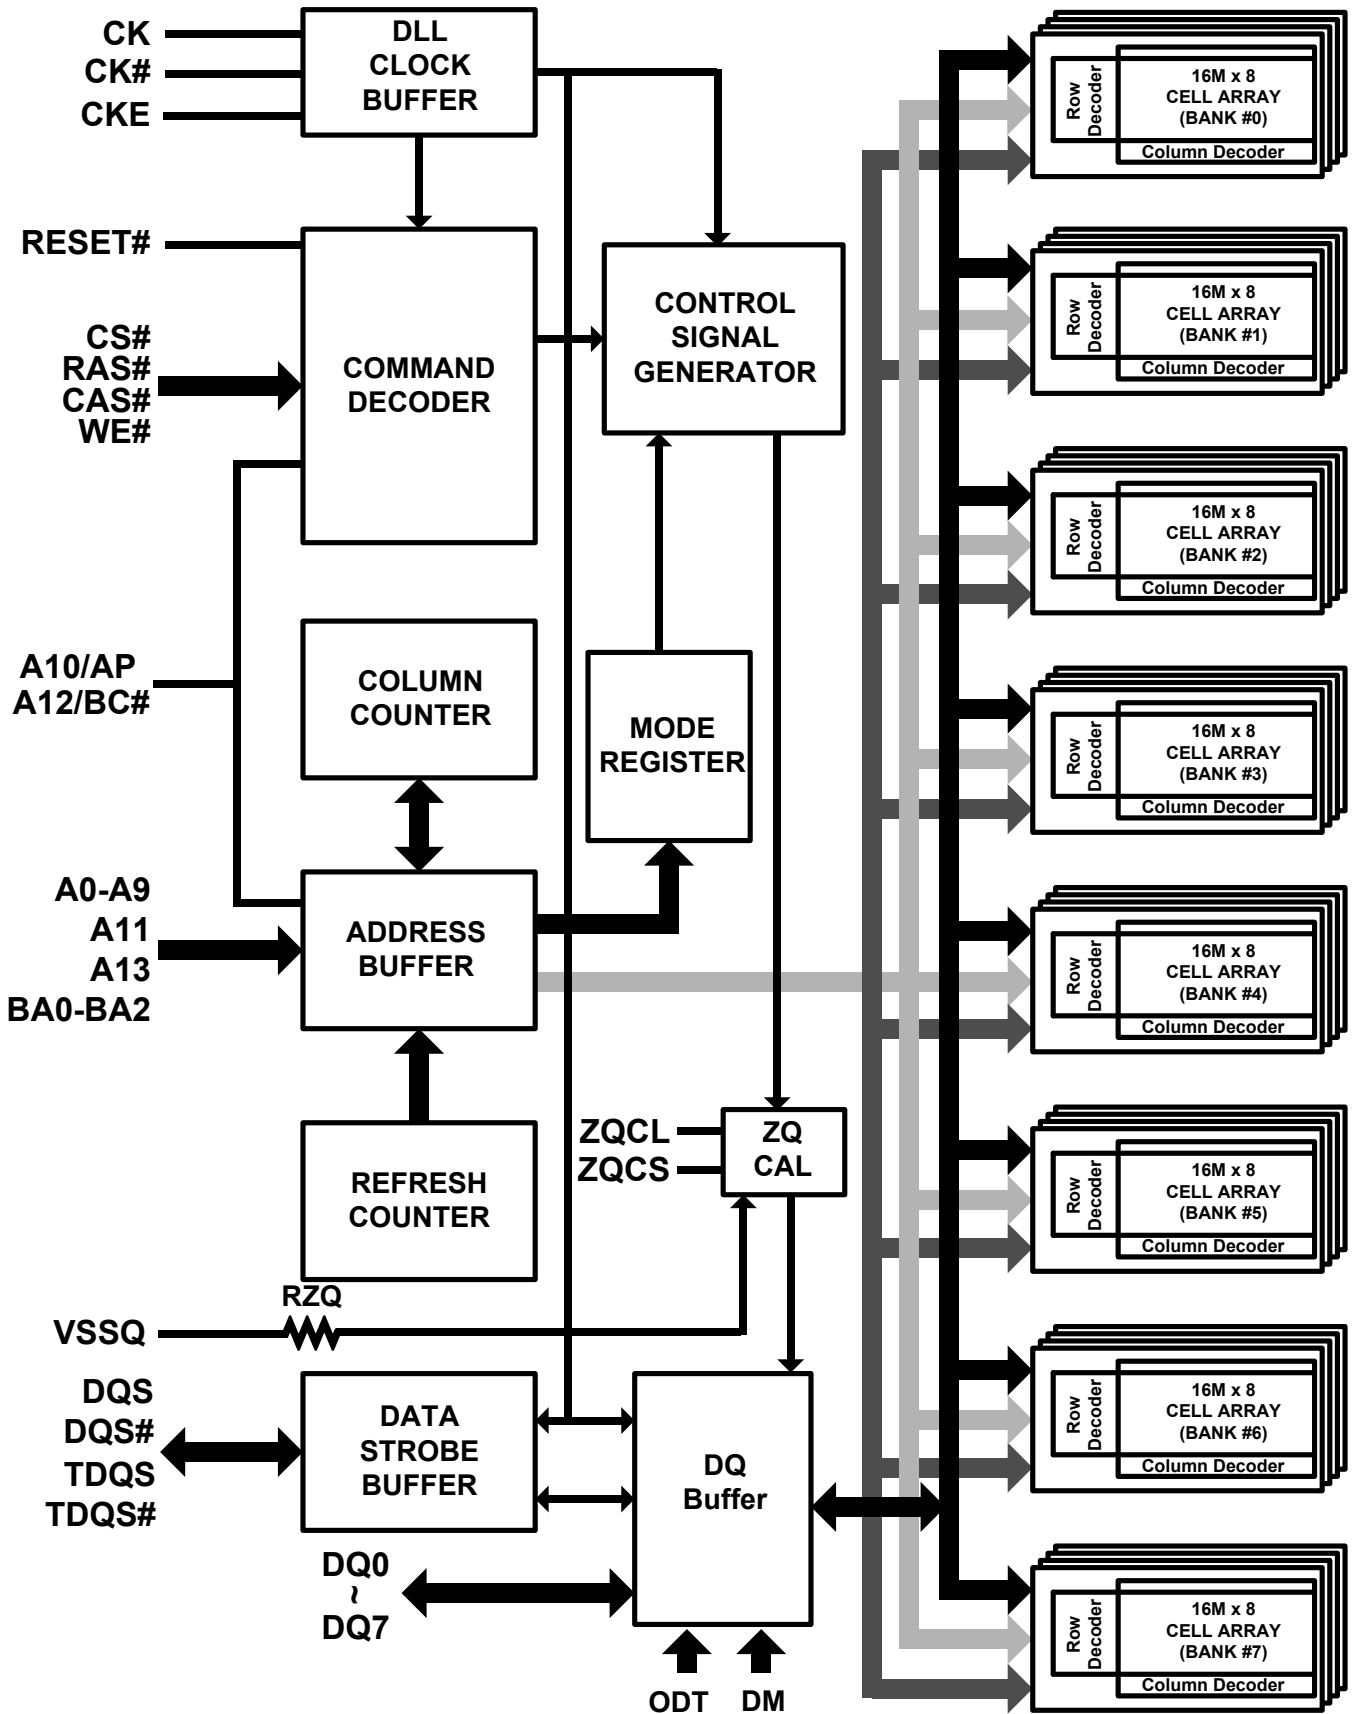 CK
CK#
CKE
DLL
CLOCK
BUFFER
RESET#
CS#
RAS#
CAS#
WE#
COMMAND
DECODER
CONTROL
SIGNAL
GENERATOR
A10/AP
A12/BC#
COLUMN
COUNTER
MODE
REGISTER
A0-A9
A11
A13
BA0-BA2
ADDRESS
BUFFER
REFRESH
COUNTER
ZQCL
ZQCS
ZQ
CAL
RZQ
VSSQ
DQS
DQS#
TDQS
TDQS#
DATA
STROBE
BUFFER
DQ
Buffer
DQ0
~
DQ7
ODT
DM
Row
Decoder
16M x 8
CELL ARRAY
(BANK #0)
Column Decoder
Row
Decoder
16M x 8
CELL ARRAY
(BANK #1)
Column Decoder
Row
Decoder
16M x 8
CELL ARRAY
(BANK #2)
Column Decoder
Row
Decoder
16M x 8
CELL ARRAY
(BANK #3)
Column Decoder
Row
Decoder
16M x 8
CELL ARRAY
(BANK #4)
Column Decoder
Row
Decoder
16M x 8
CELL ARRAY
(BANK #5)
Column Decoder
Row
Decoder
16M x 8
CELL ARRAY
(BANK #6)
Column Decoder
Row
Decoder
16M x 8
CELL ARRAY
(BANK #7)
Column Decoder